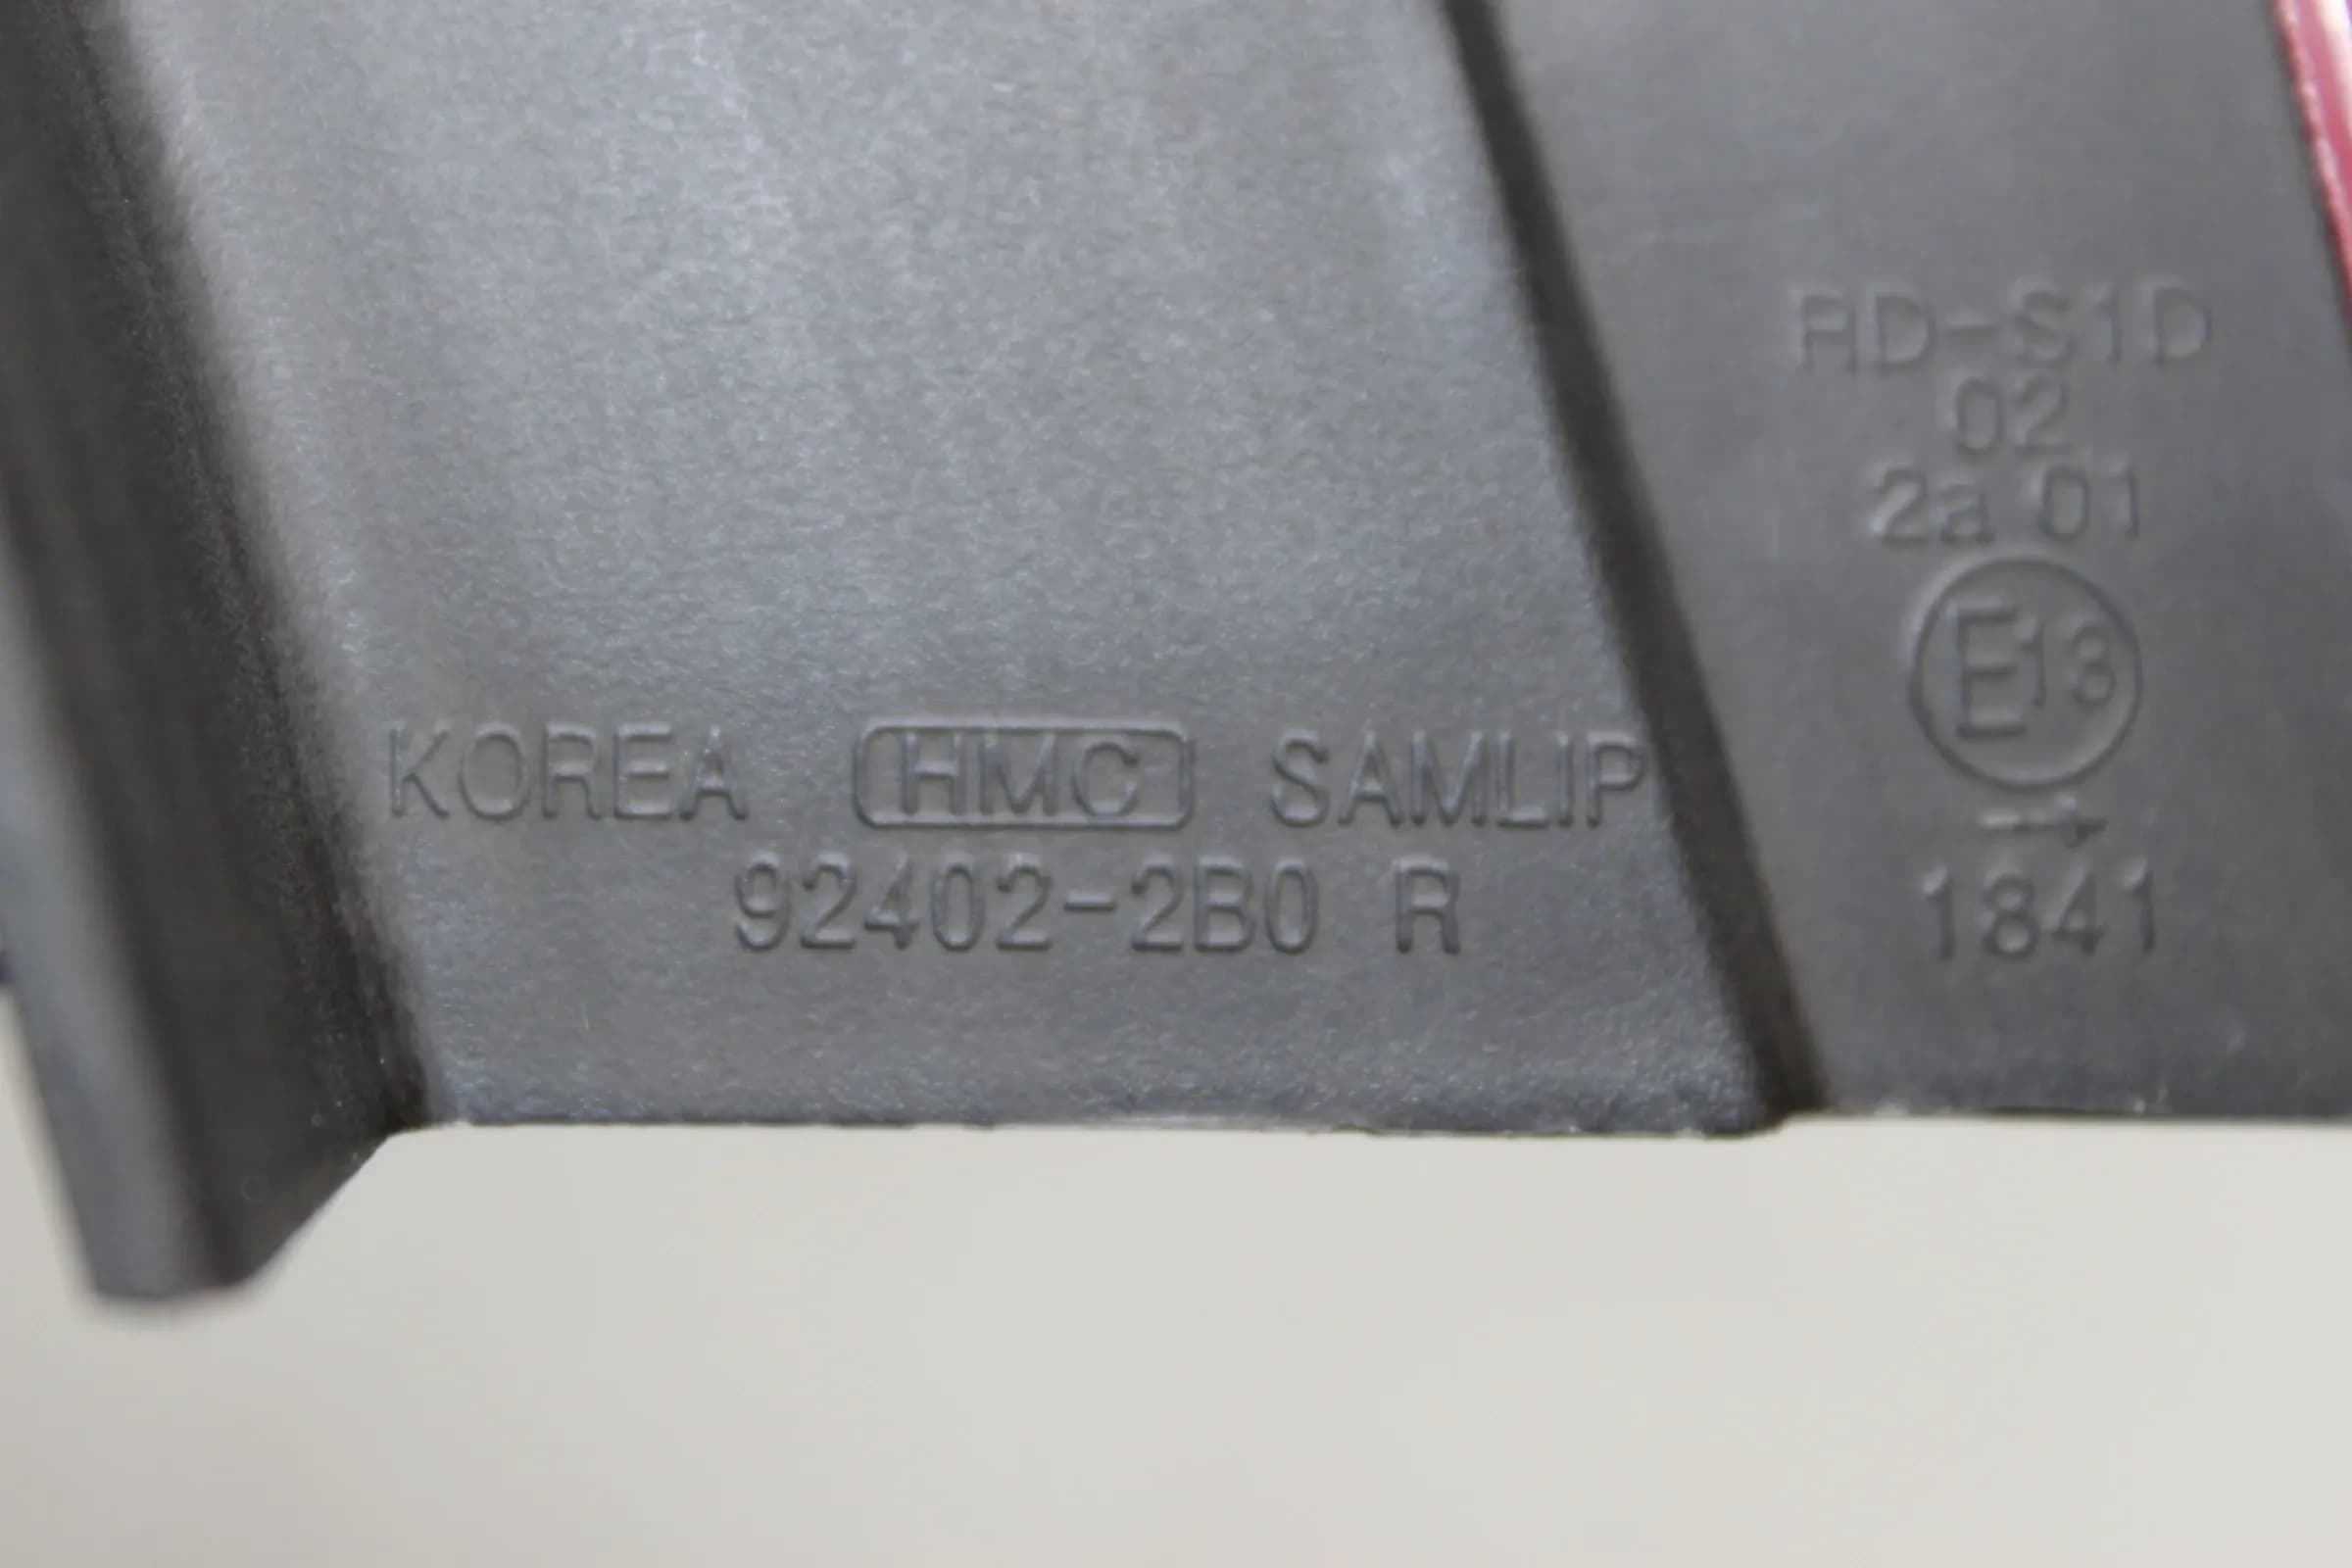 KOREA HMC SAMLIP
92402-2B0 R
RD-S1D
02
2a 01
E13
→
1841